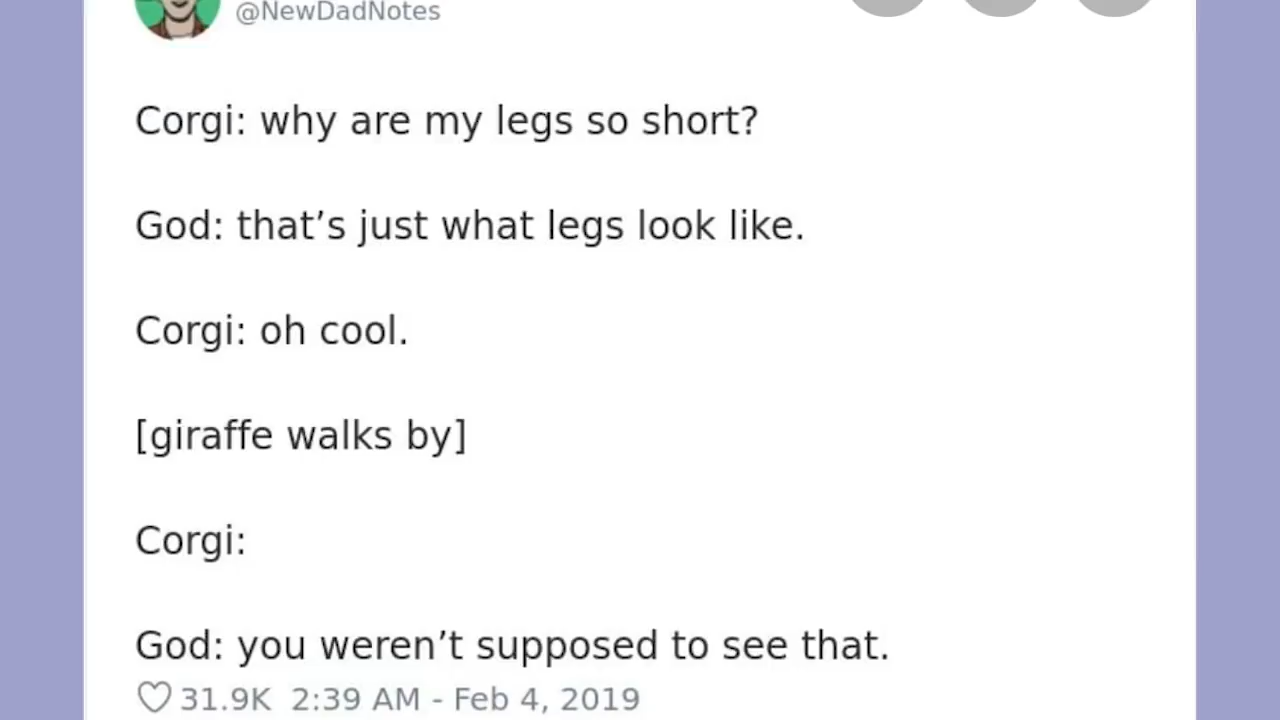 @NewDadNotes
Corgi: why are my legs so short?
God: that’s just what legs look like.
Corgi: oh cool.
[giraffe walks by]
Corgi:
God: you weren’t supposed to see that.
31.9K 2:39 AM - Feb 4, 2019